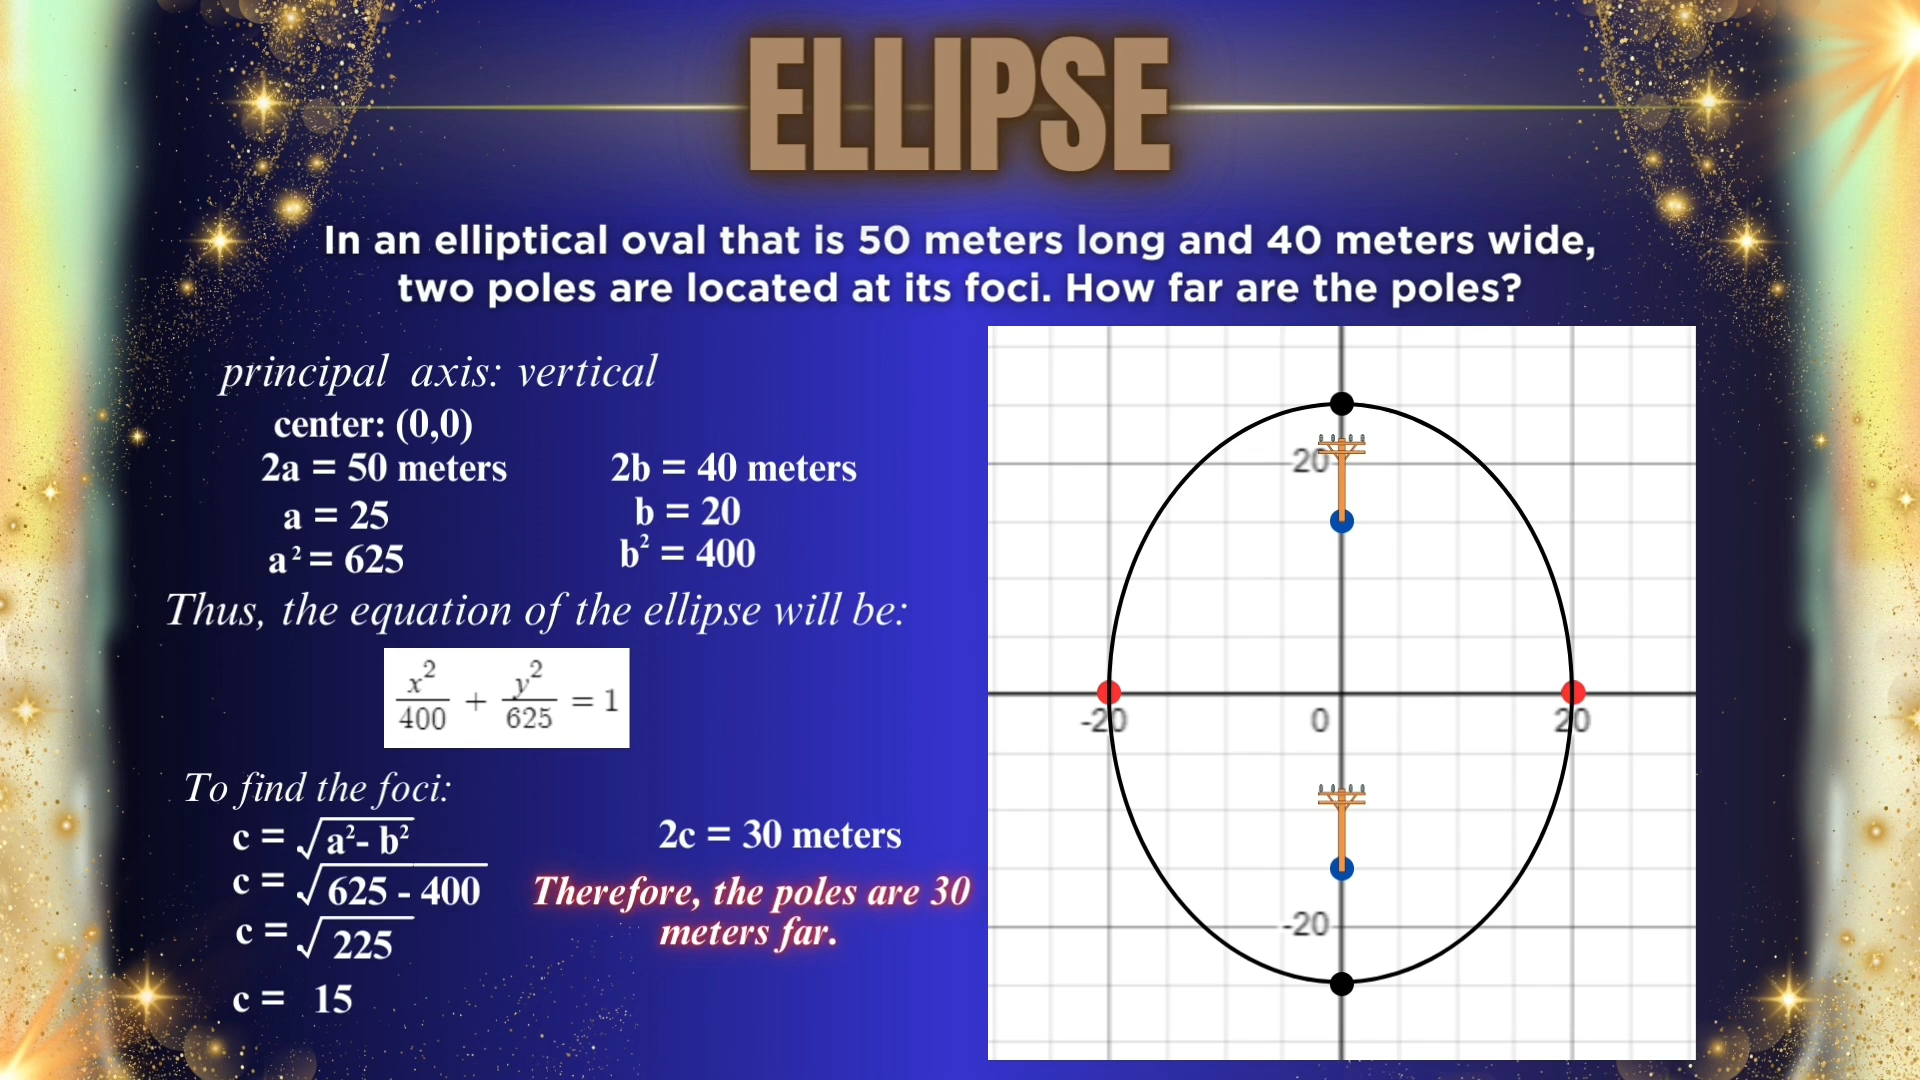 ELLIPSE
In an elliptical oval that is 50 meters long and 40 meters wide,
two poles are located at its foci. How far are the poles?
principal axis: vertical
center: (0,0)
2a = 50 meters
a = 25
a² = 625
2b = 40 meters
b = 20
b² = 400
Thus, the equation of the ellipse will be:
x²/400 + y²/625 = 1
To find the foci:
c = √a²- b²
c = √625 - 400
c = √225
c = 15
2c = 30 meters
Therefore, the poles are 30
meters far.
20
-20 0 20
-20